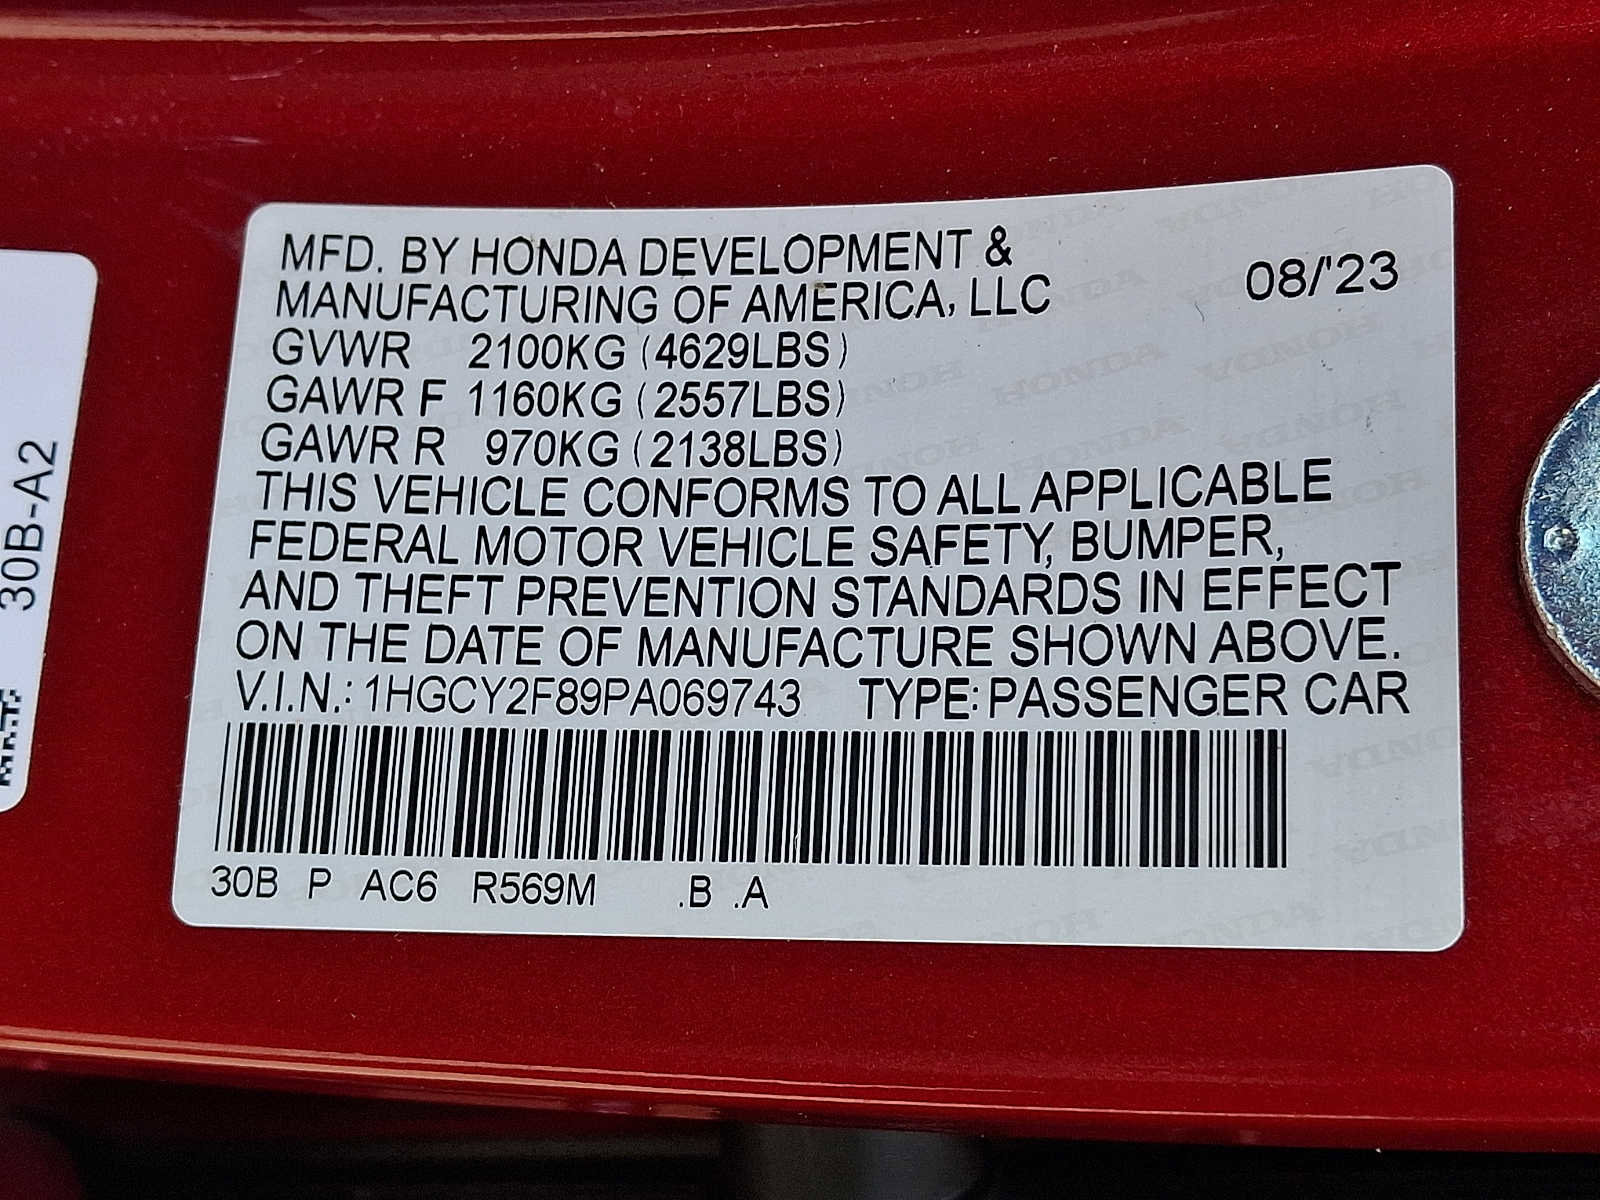 MFD. BY HONDA DEVELOPMENT &
MANUFACTURING OF AMERICA, LLC 08/'23
GVWR 2100KG (4629LBS)
GAWR F 1160KG (2557LBS)
GAWR R 970KG (2138LBS)
THIS VEHICLE CONFORMS TO ALL APPLICABLE
FEDERAL MOTOR VEHICLE SAFETY, BUMPER,
AND THEFT PREVENTION STANDARDS IN EFFECT
ON THE DATE OF MANUFACTURE SHOWN ABOVE.
V.I.N.: 1HGCY2F89PA069743 TYPE: PASSENGER CAR
30B P AC6 R569M .B .A
30B-A2